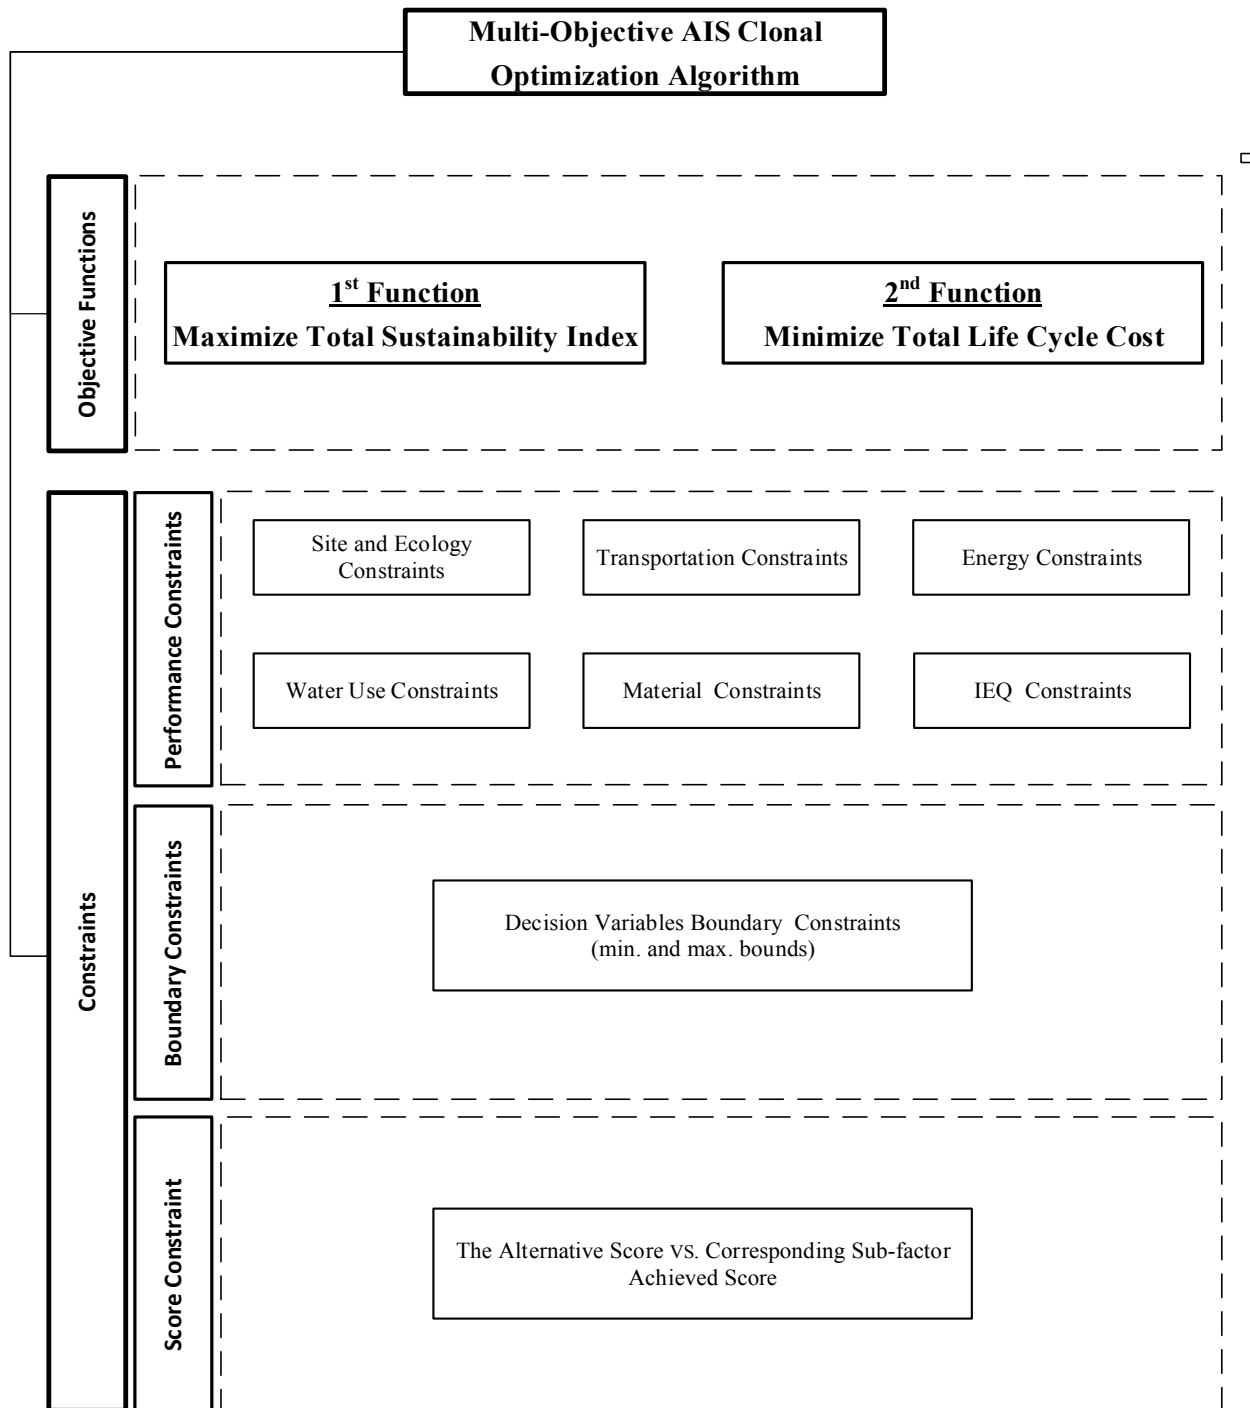 Multi-Objective AIS Clonal
Optimization Algorithm
Objective Functions
1st Function
Maximize Total Sustainability Index
2nd Function
Minimize Total Life Cycle Cost
Constraints
Performance Constraints
Site and Ecology
Constraints
Transportation Constraints
Energy Constraints
Water Use Constraints
Material Constraints
IEQ Constraints
Boundary Constraints
Decision Variables Boundary Constraints
(min. and max. bounds)
Score Constraint
The Alternative Score VS. Corresponding Sub-factor
Achieved Score